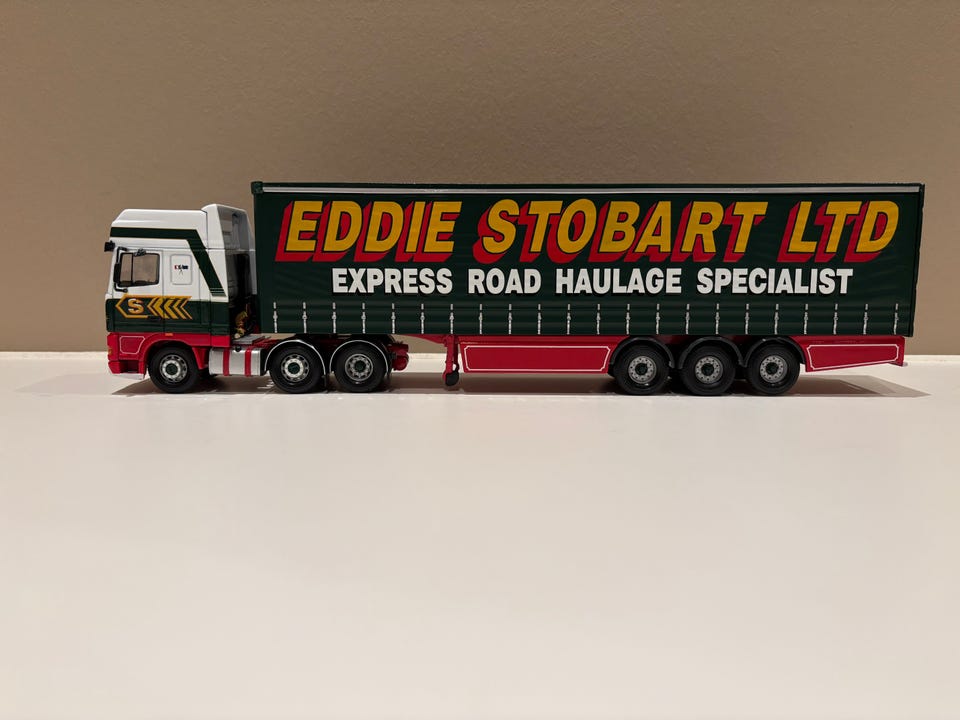 EDDIE STOBART LTD
EXPRESS ROAD HAULAGE SPECIALIST
S